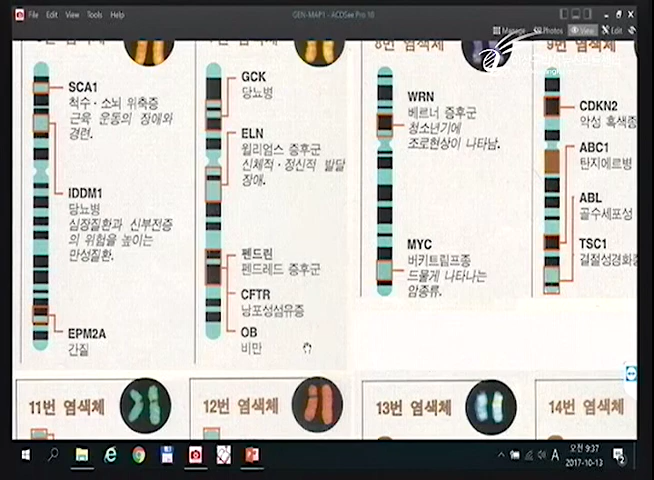 File Edit View Tools Help
GEN-MAP1 - ACDSee Pro 10
Manage Photos View Edit
8번 염색체
9번 염색체
SCA1
척수·소뇌 위축증
근육 운동의 장애와
경련.
IDDM1
당뇨병
심장질환과 신부전증
의 위험을 높이는
만성질환.
EPM2A
간질
GCK
당뇨병
ELN
윌리엄스 증후군
신체적·정신적 발달
장애.
펜드린
펜드레드 증후군
CFTR
낭포성섬유증
OB
비만
WRN
베르너 증후군
청소년기에
조로현상이 나타남.
MYC
버키트림프종
드물게 나타나는
암종류.
CDKN2
악성 흑색종
ABC1
탄지에르병
ABL
골수세포성
TSC1
결절성경화증
11번 염색체
12번 염색체
13번 염색체
14번 염색체
A
오전 9:37
2017-10-13
2